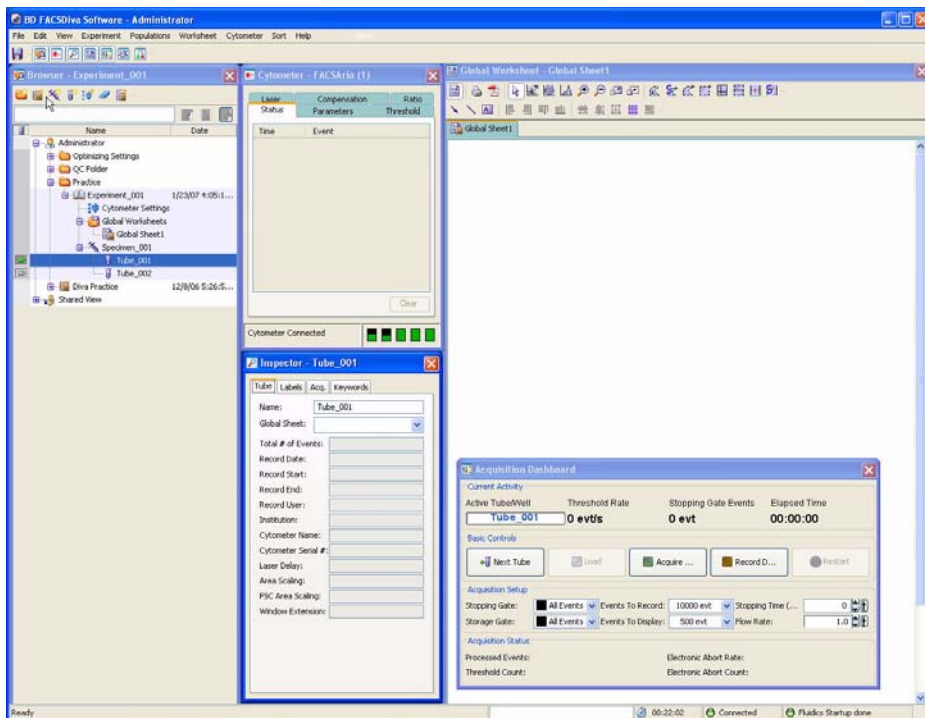 BD FACSDiva Software - Administrator
File Edit View Experiment Populations Worksheet Cytometer Sort Help
Browser - Experiment_001
Name Date
Administrator
Optimizing Settings
QC Folder
Practice
Experiment_001 1/23/07 4:05:1...
Cytometer Settings
Global Worksheets
Global Sheet1
Specimen_001
Tube_001
Tube_002
Diva Practice 12/8/06 5:26:5...
Shared View
Cytometer - FACSAria (1)
Laser Compensation Ratio
Status Parameters Threshold
Time Event
Clear
Cytometer Connected
Inspector - Tube_001
Tube Labels Acq. Keywords
Name: Tube_001
Global Sheet:
Total # of Events:
Record Date:
Record Start:
Record End:
Record User:
Institution:
Cytometer Name:
Cytometer Serial #:
Laser Delay:
Area Scaling:
FSC Area Scaling:
Window Extension:
Global Worksheet - Global Sheet1
Global Sheet1
Acquisition Dashboard
Current Activity
Active Tube/Well Threshold Rate Stopping Gate Events Elapsed Time
Tube_001 0 evt/s 0 evt 00:00:00
Basic Controls
Next Tube Load Acquire ... Record D... Restart
Acquisition Setup
Stopping Gate: All Events Events To Record: 10000 evt Stopping Time (... 0
Storage Gate: All Events Events To Display: 500 evt Flow Rate: 1.0
Acquisition Status
Processed Events: Electronic Abort Rate:
Threshold Count: Electronic Abort Count:
Ready 00:22:02 Connected Fluidics Startup done